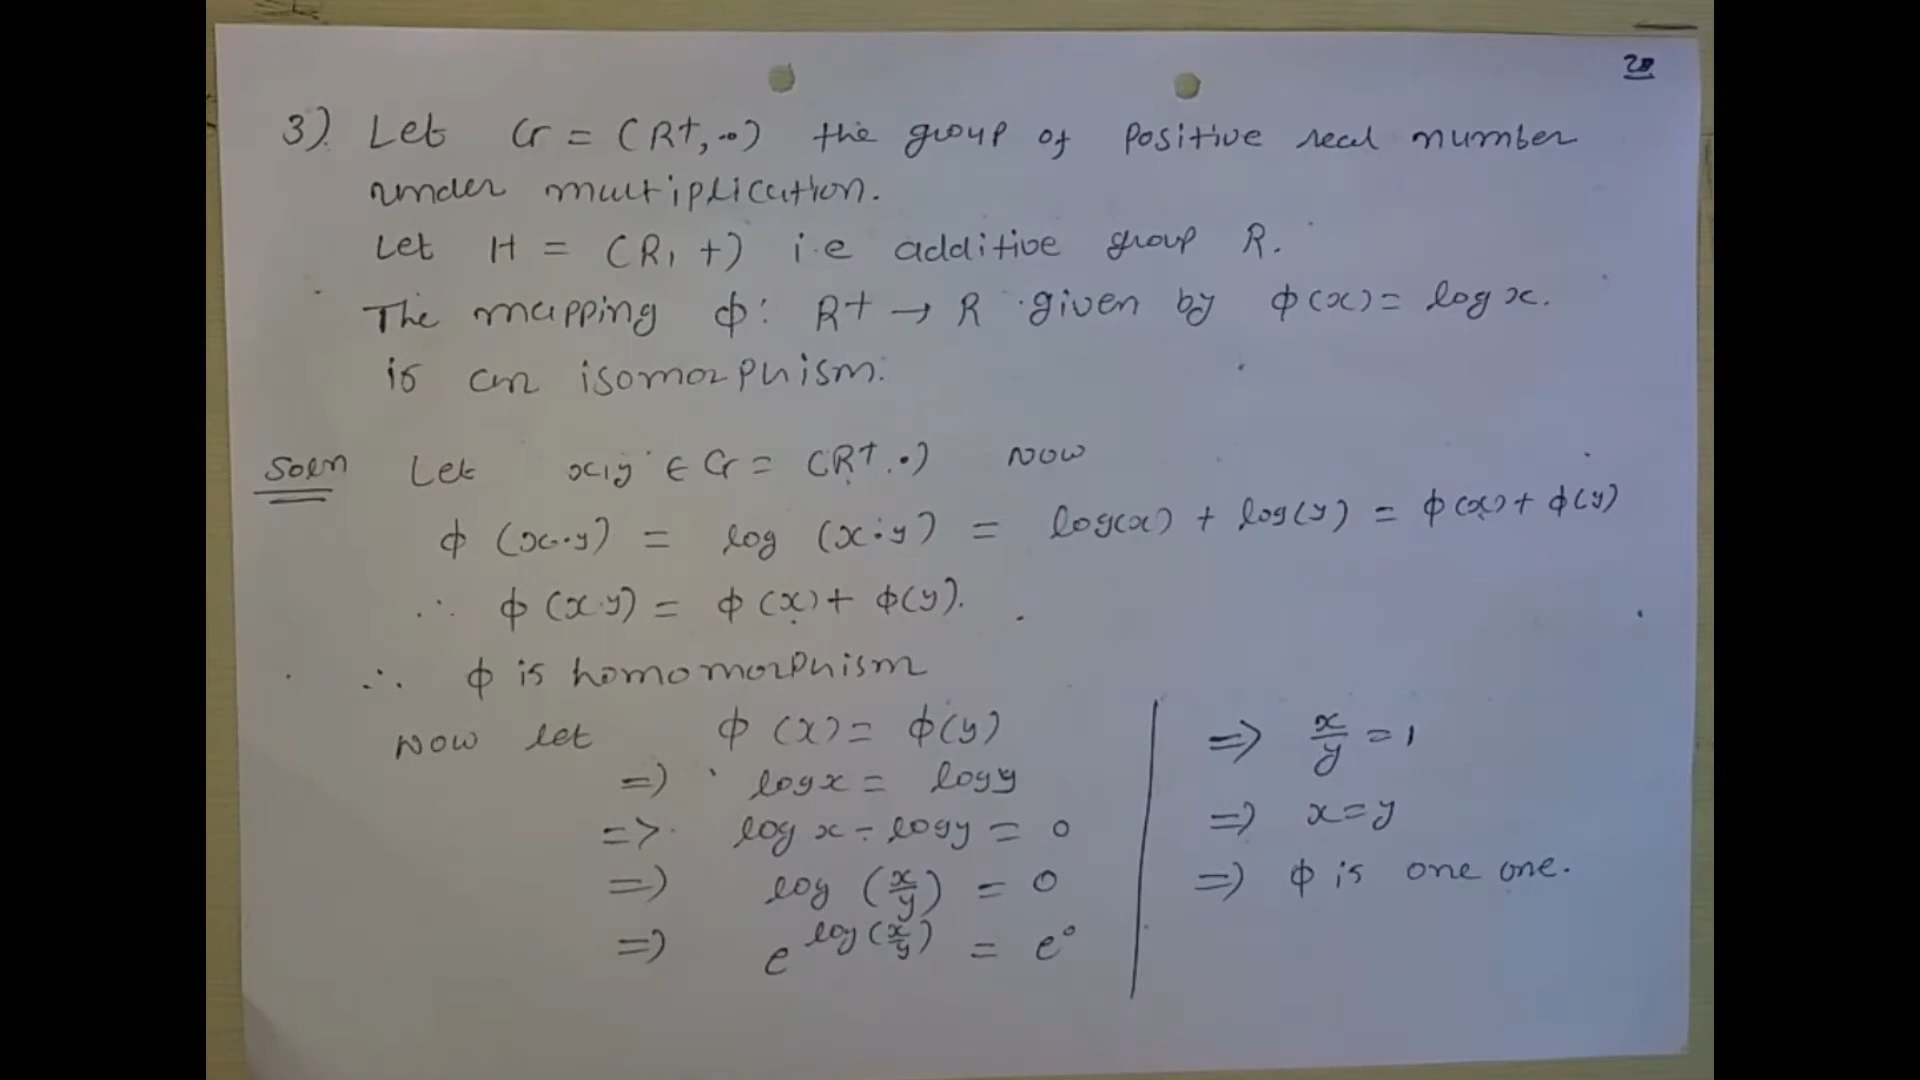 20
3) Let G = (R+, ·) the group of positive real number
under multiplication.
Let H = (R, +) i.e additive group R.
The mapping ϕ: R+ → R given by ϕ(x) = log x.
is an isomorphism.
Soln Let x,y ∈ G = (R+, ·) Now
ϕ (x·y) = log (x·y) = log(x) + log(y) = ϕ(x) + ϕ(y)
∴ ϕ (x·y) = ϕ (x) + ϕ(y).
∴ ϕ is homomorphism
Now let ϕ (x) = ϕ(y)
=> log x = log y
=> log x - log y = 0
=> log (x/y) = 0
=> e^log(x/y) = e^0
=> x/y = 1
=> x = y
=> ϕ is one one.